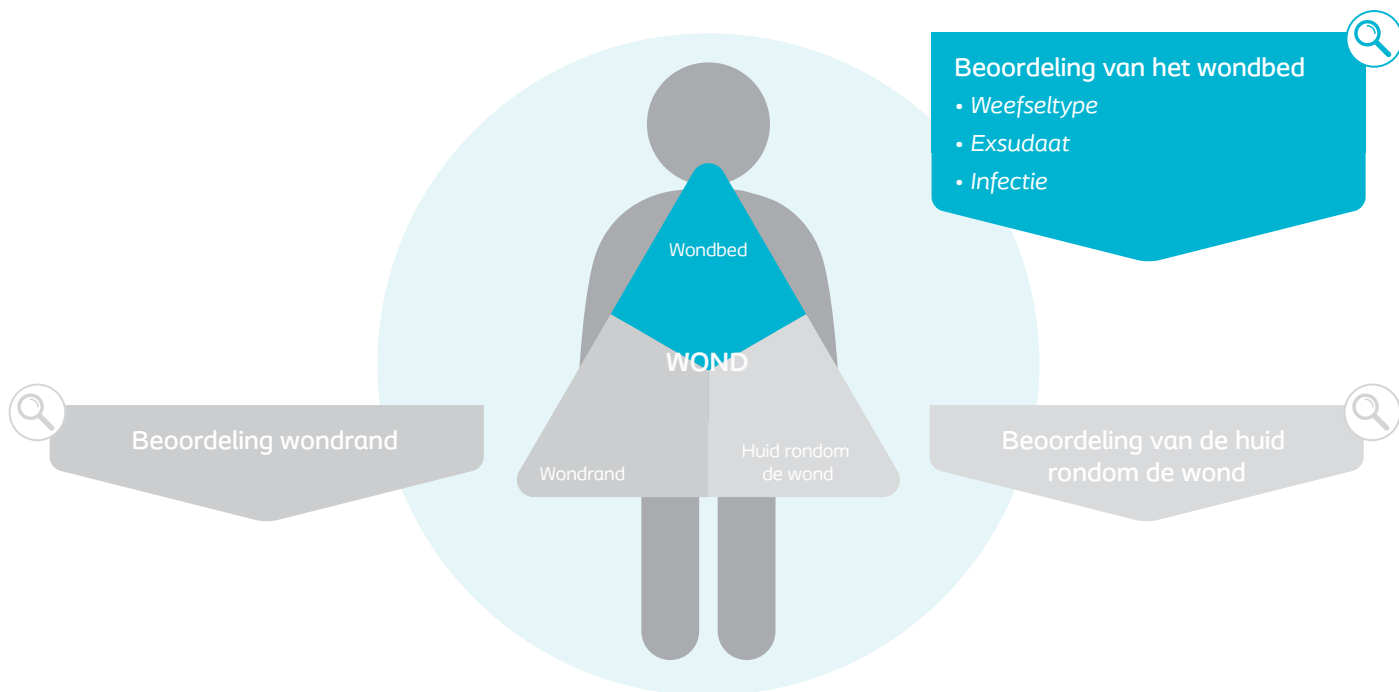 Beoordeling van het wondbed
• Weefseltype
• Exsudaat
• Infectie
Wondbed
WOND
Wondrand
Huid rondom
de wond
Beoordeling wondrand
Beoordeling van de huid
rondom de wond